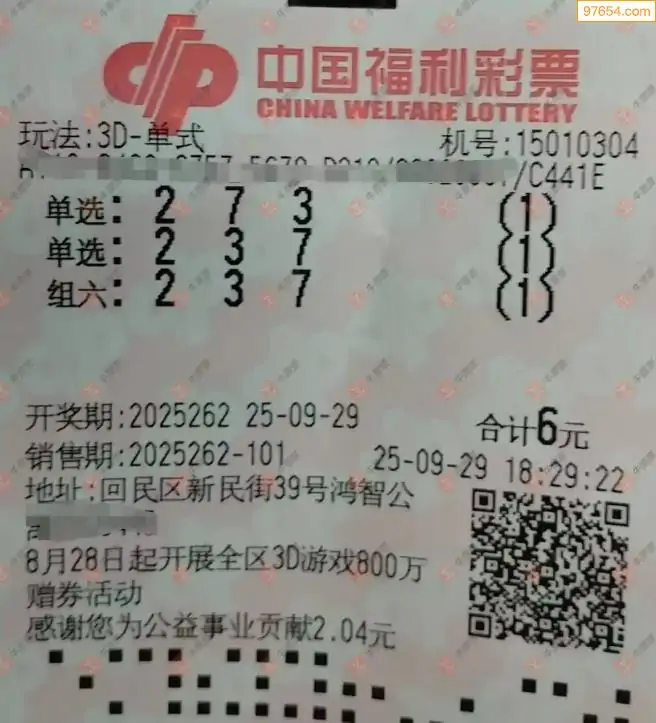 97654.com
中国福利彩票
CHINA WELFARE LOTTERY
玩法:3D-单式 机号:15010304
/C441E
单选: 2 7 3 (1)
单选: 2 3 7 (1)
组六: 2 3 7 (1)
开奖期:2025262 25-09-29 合计6元
销售期:2025262-101 25-09-29 18:29:22
地址:回民区新民街39号鸿智公
8月28日起开展全区3D游戏800万
赠券活动
感谢您为公益事业贡献2.04元